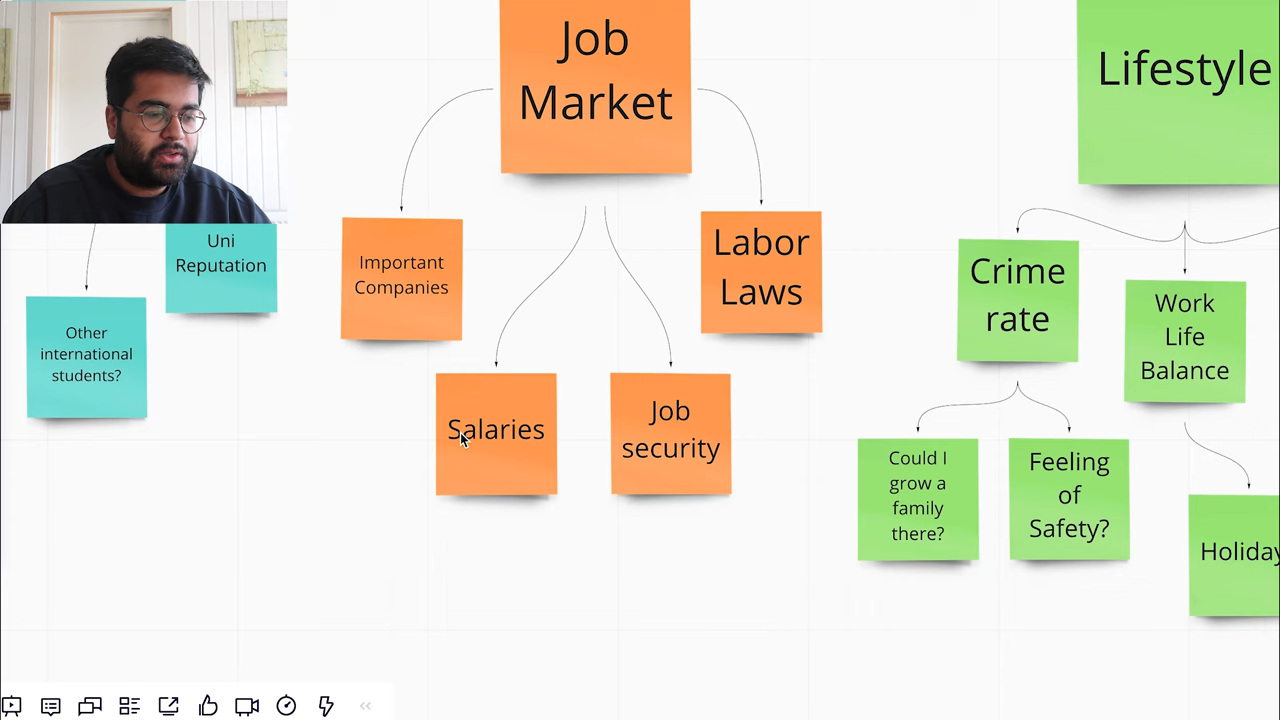 Job
Market
Lifestyle
Uni
Reputation
Other
international
students?
Important
Companies
Salaries
Job
security
Labor
Laws
Crime
rate
Work
Life
Balance
Could I
grow a
family
there?
Feeling
of
Safety?
Holiday